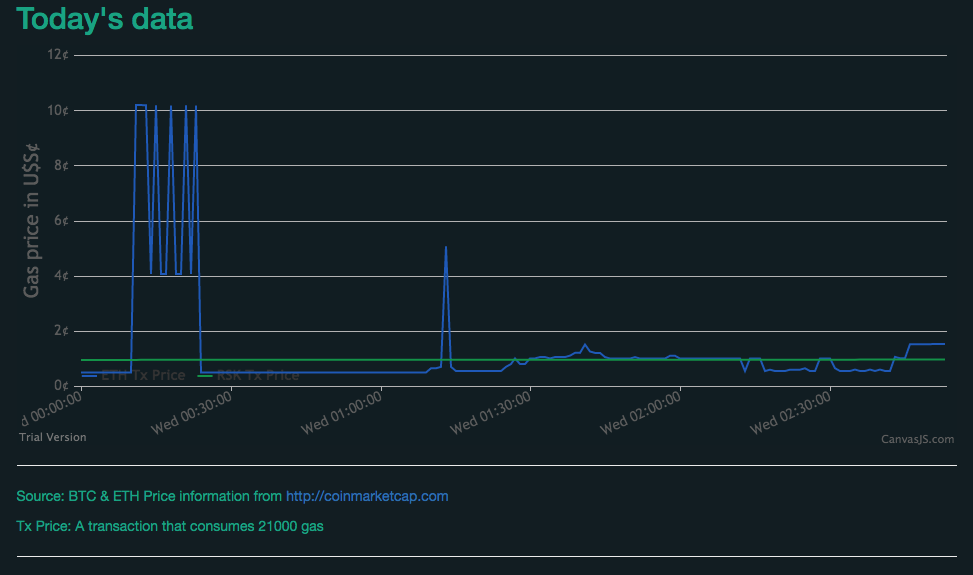 Today's data
12¢
10¢
8¢
6¢
4¢
2¢
0¢
Gas price in U$S¢
ETH Tx Price
RSK Tx Price
d 00:00:00
Wed 00:30:00
Wed 01:00:00
Wed 01:30:00
Wed 02:00:00
Wed 02:30:00
Trial Version
CanvasJS.com
Source: BTC & ETH Price information from http://coinmarketcap.com
Tx Price: A transaction that consumes 21000 gas